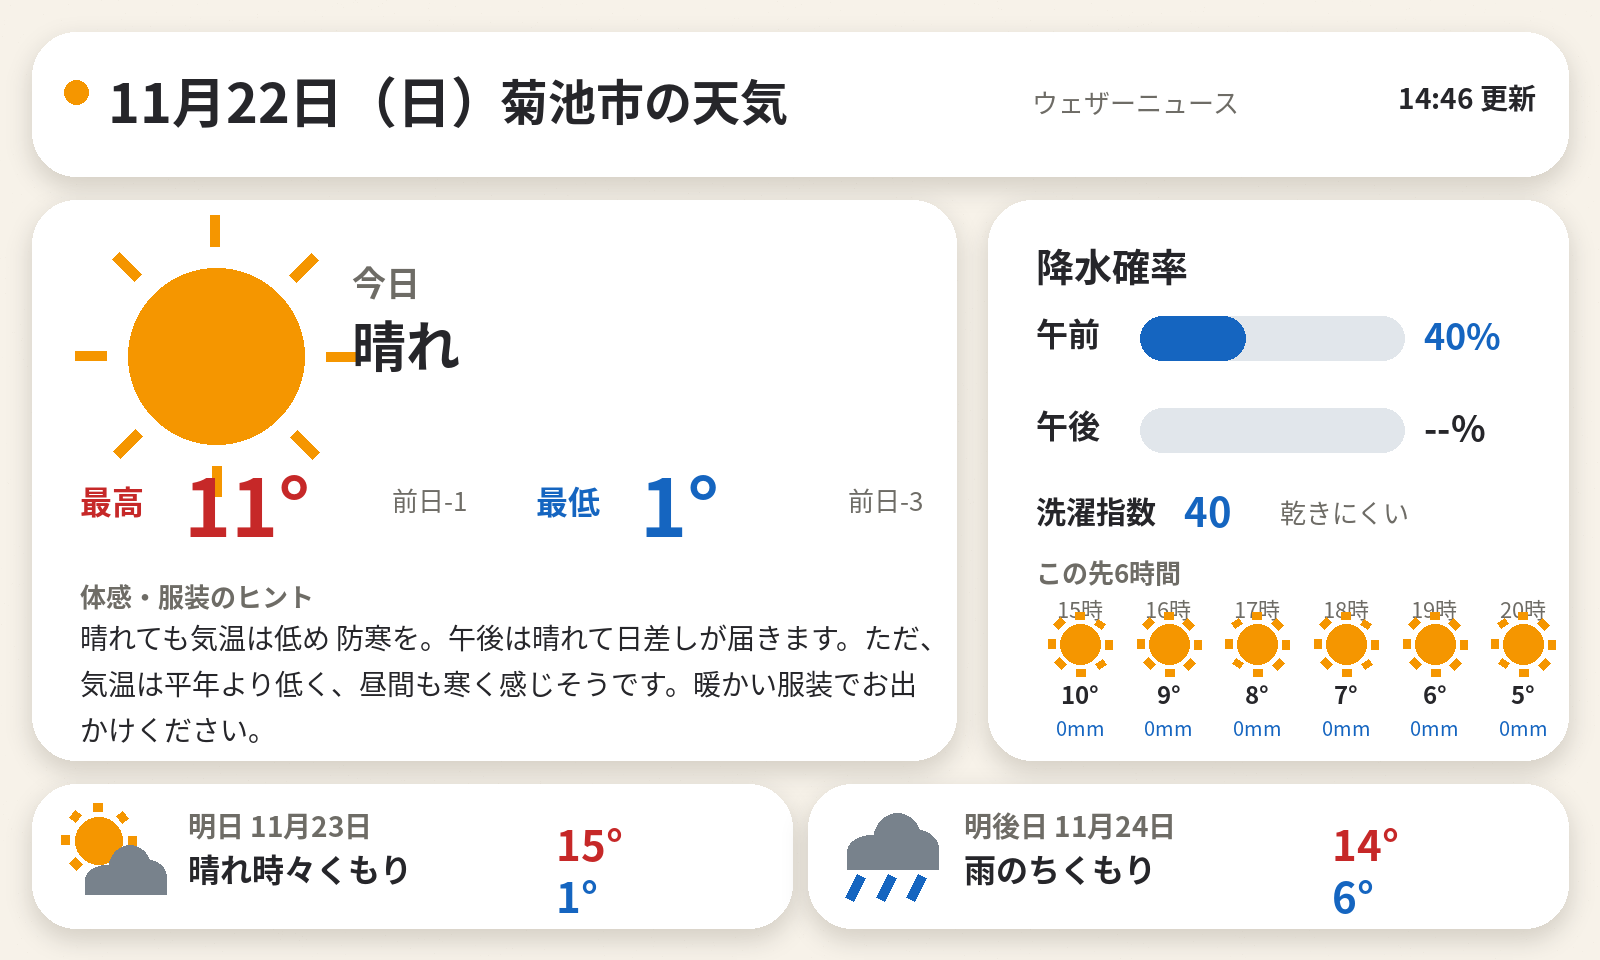 11月22日（日）菊池市の天気
ウェザーニュース
14:46 更新
今日
晴れ
最高 11° 前日-1 最低 1° 前日-3
体感・服装のヒント
晴れても気温は低め 防寒を。午後は晴れて日差しが届きます。ただ、
気温は平年より低く、昼間も寒く感じそうです。暖かい服装でお出
かけください。
降水確率
午前 40%
午後 --%
洗濯指数 40 乾きにくい
この先6時間
15時 16時 17時 18時 19時 20時
10° 9° 8° 7° 6° 5°
0mm 0mm 0mm 0mm 0mm 0mm
明日 11月23日
晴れ時々くもり
15°
1°
明後日 11月24日
雨のちくもり
14°
6°